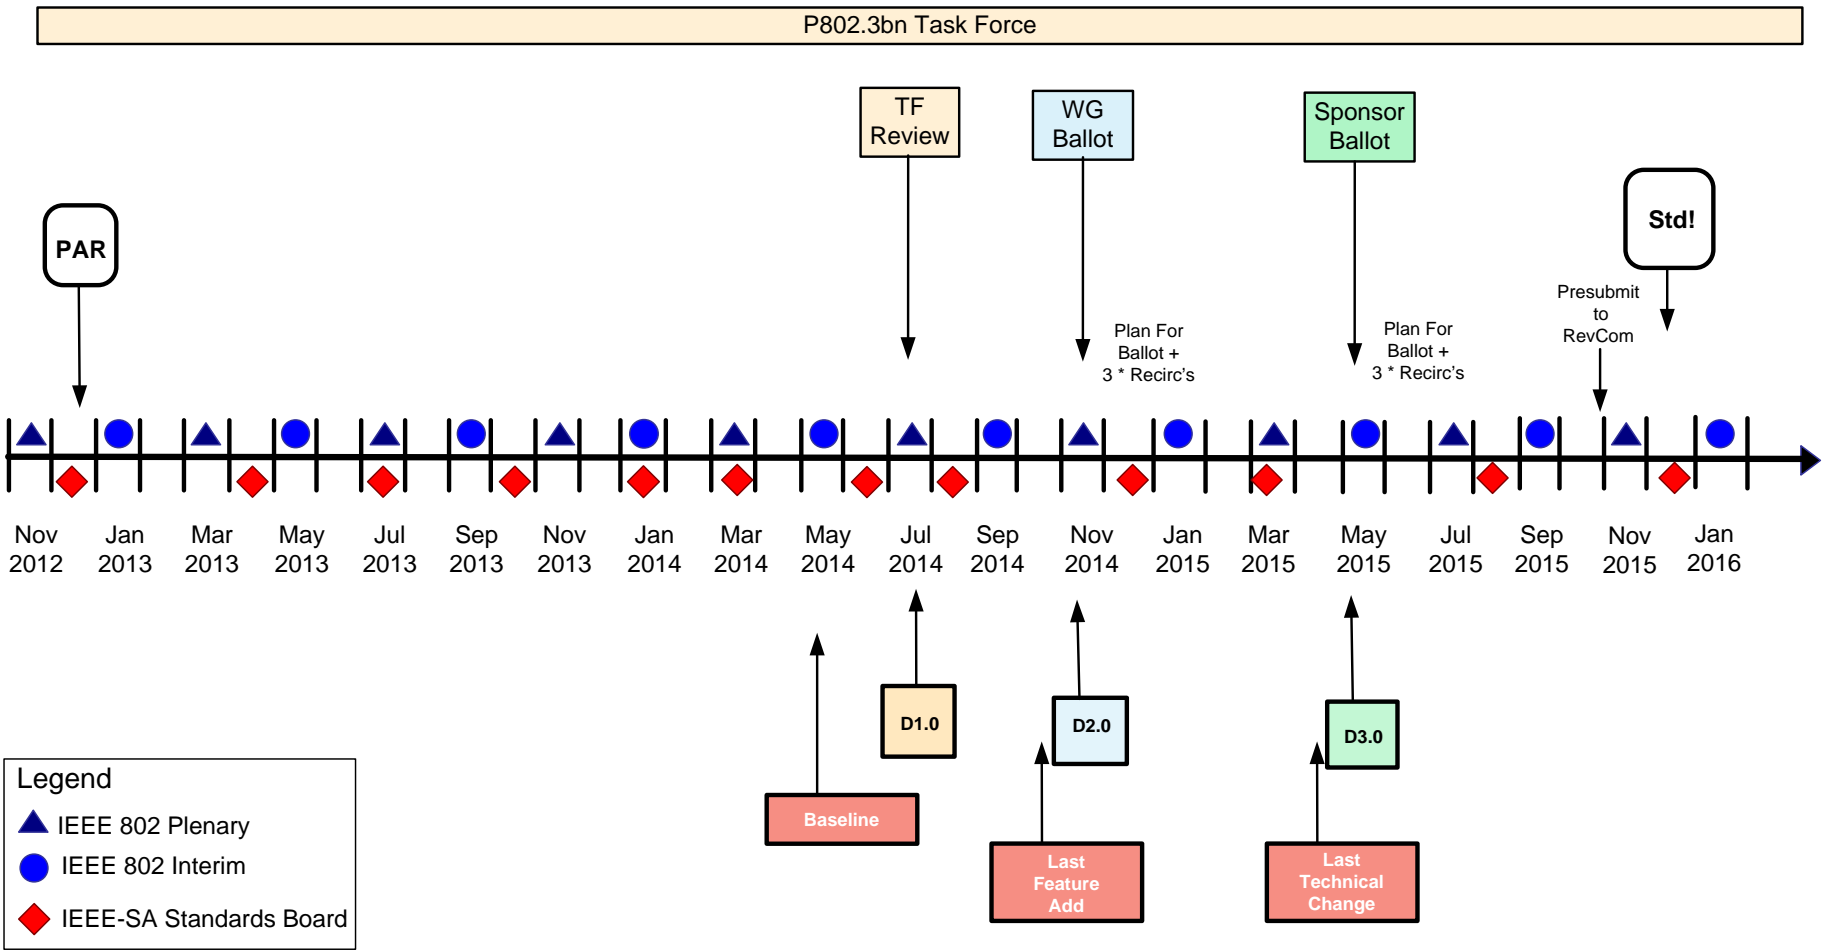 P802.3bn Task Force
TF
Review
WG
Ballot
Sponsor
Ballot
PAR
Std!
Presubmit
to
RevCom
Plan For
Ballot +
3 * Recirc's
Plan For
Ballot +
3 * Recirc's
Nov
2012
Jan
2013
Mar
2013
May
2013
Jul
2013
Sep
2013
Nov
2013
Jan
2014
Mar
2014
May
2014
Jul
2014
Sep
2014
Nov
2014
Jan
2015
Mar
2015
May
2015
Jul
2015
Sep
2015
Nov
2015
Jan
2016
D1.0
D2.0
D3.0
Baseline
Last
Feature
Add
Last
Technical
Change
Legend
IEEE 802 Plenary
IEEE 802 Interim
IEEE-SA Standards Board